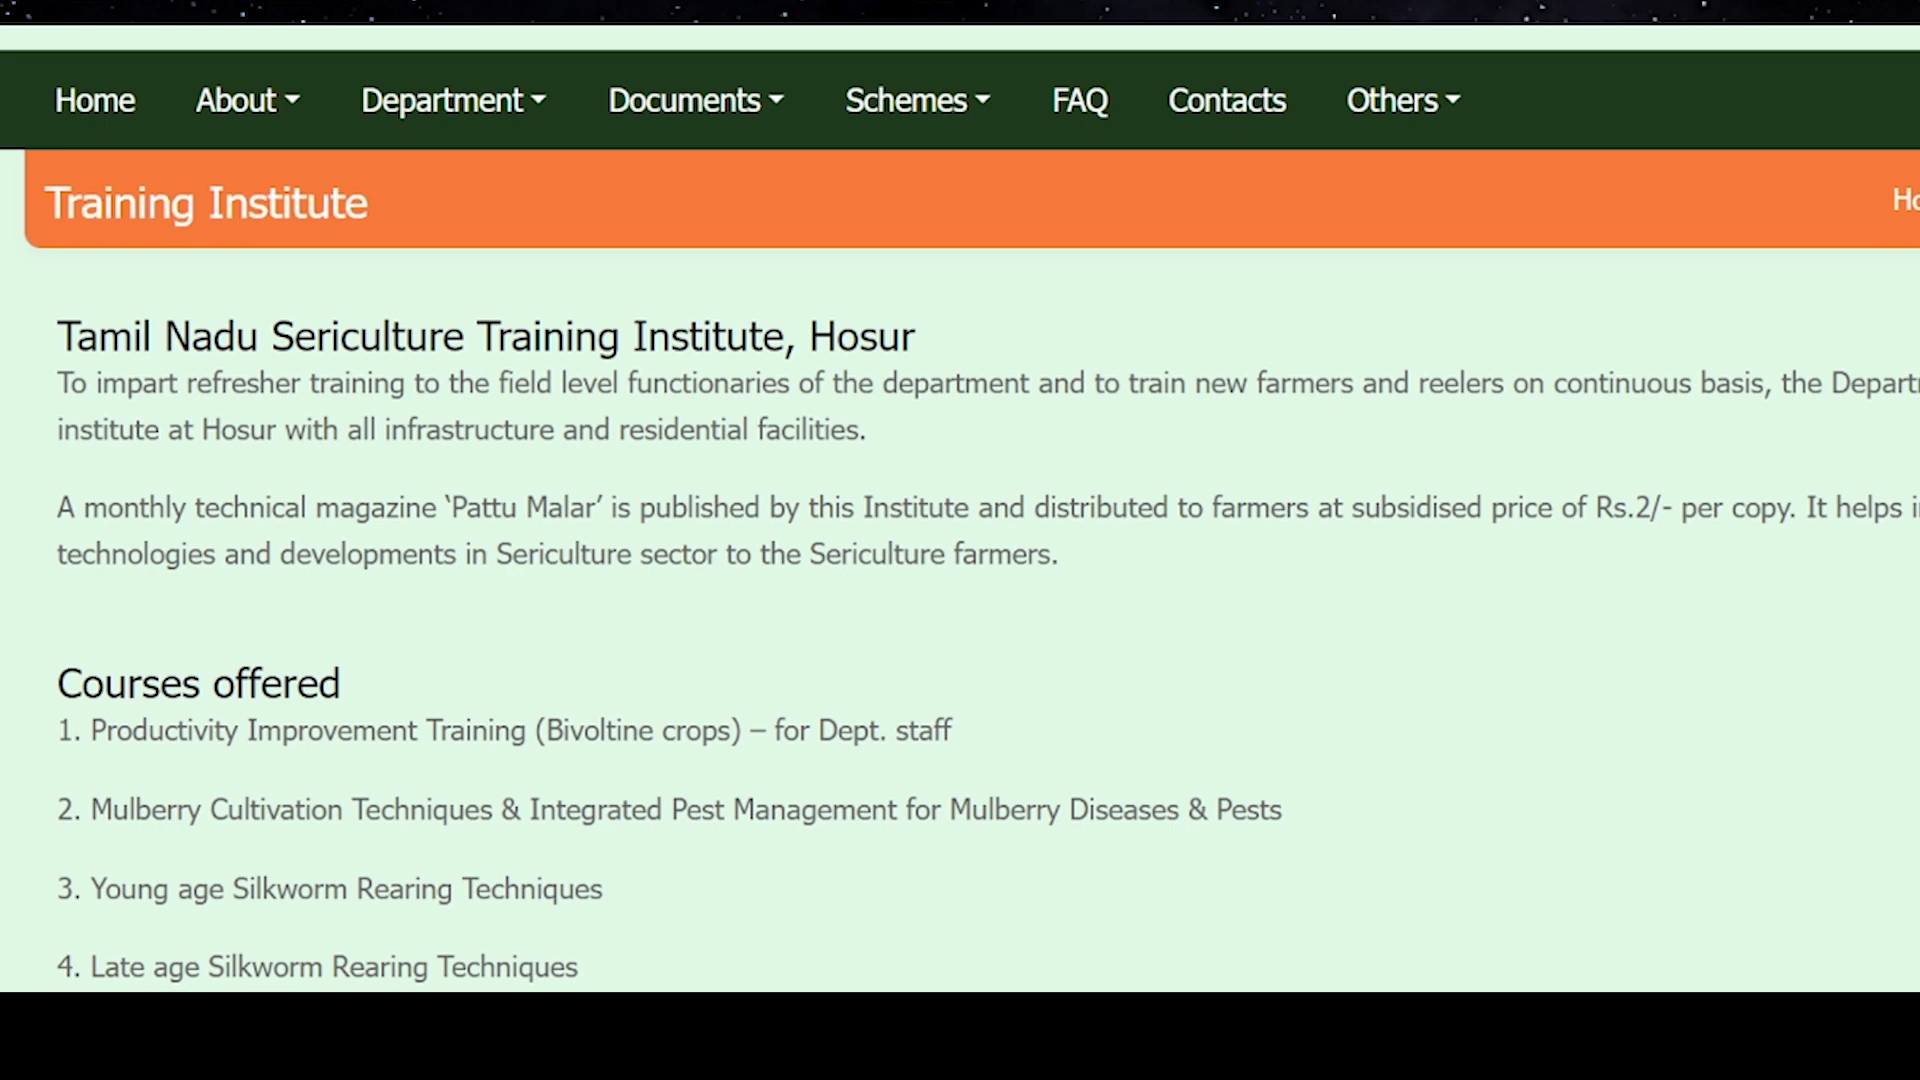 Home About Department Documents Schemes FAQ Contacts Others
Training Institute
Tamil Nadu Sericulture Training Institute, Hosur
To impart refresher training to the field level functionaries of the department and to train new farmers and reelers on continuous basis, the
institute at Hosur with all infrastructure and residential facilities.
A monthly technical magazine ‘Pattu Malar’ is published by this Institute and distributed to farmers at subsidised price of Rs.2/- per copy. It helps
technologies and developments in Sericulture sector to the Sericulture farmers.
Courses offered
1. Productivity Improvement Training (Bivoltine crops) – for Dept. staff
2. Mulberry Cultivation Techniques & Integrated Pest Management for Mulberry Diseases & Pests
3. Young age Silkworm Rearing Techniques
4. Late age Silkworm Rearing Techniques